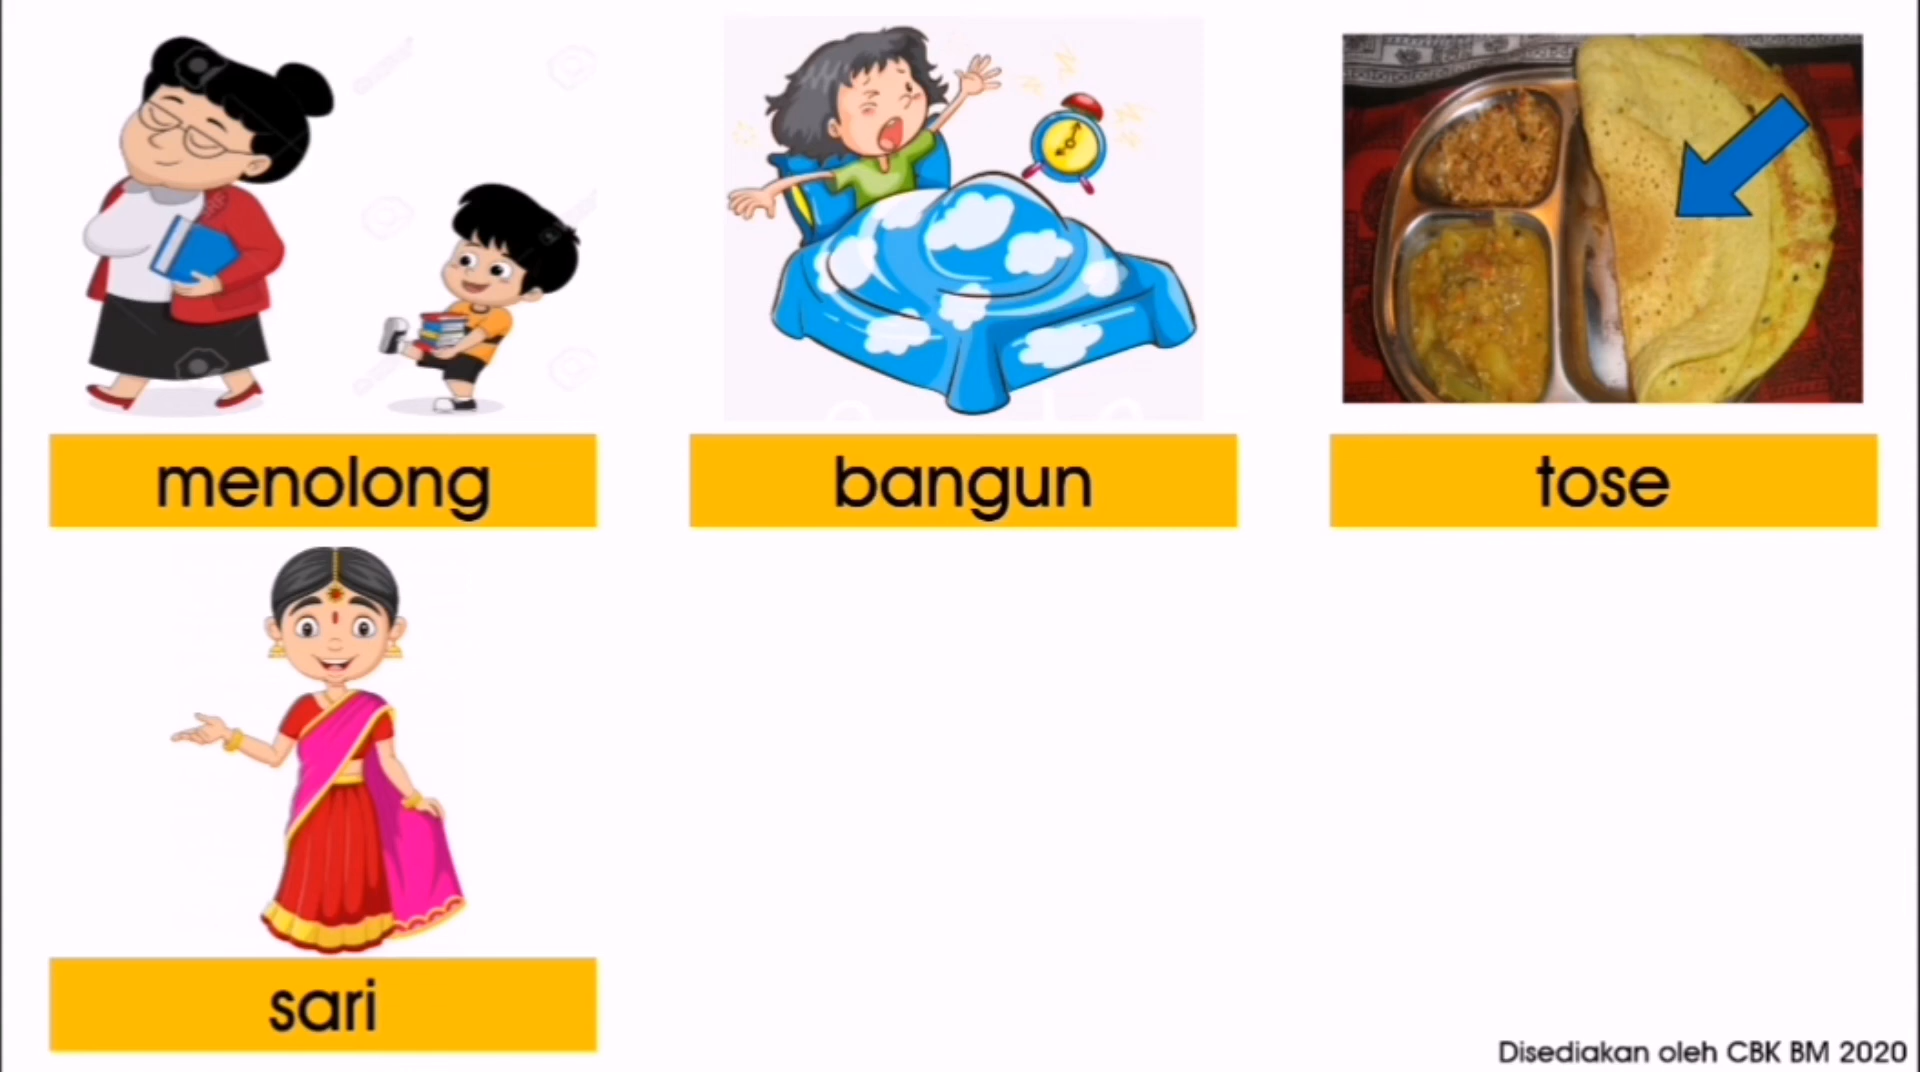 menolong
bangun
tose
sari
Disediakan oleh CBK BM 2020